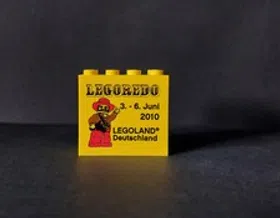 LEGOREDO
3. - 6. Juni
2010
LEGOLAND®
Deutschland